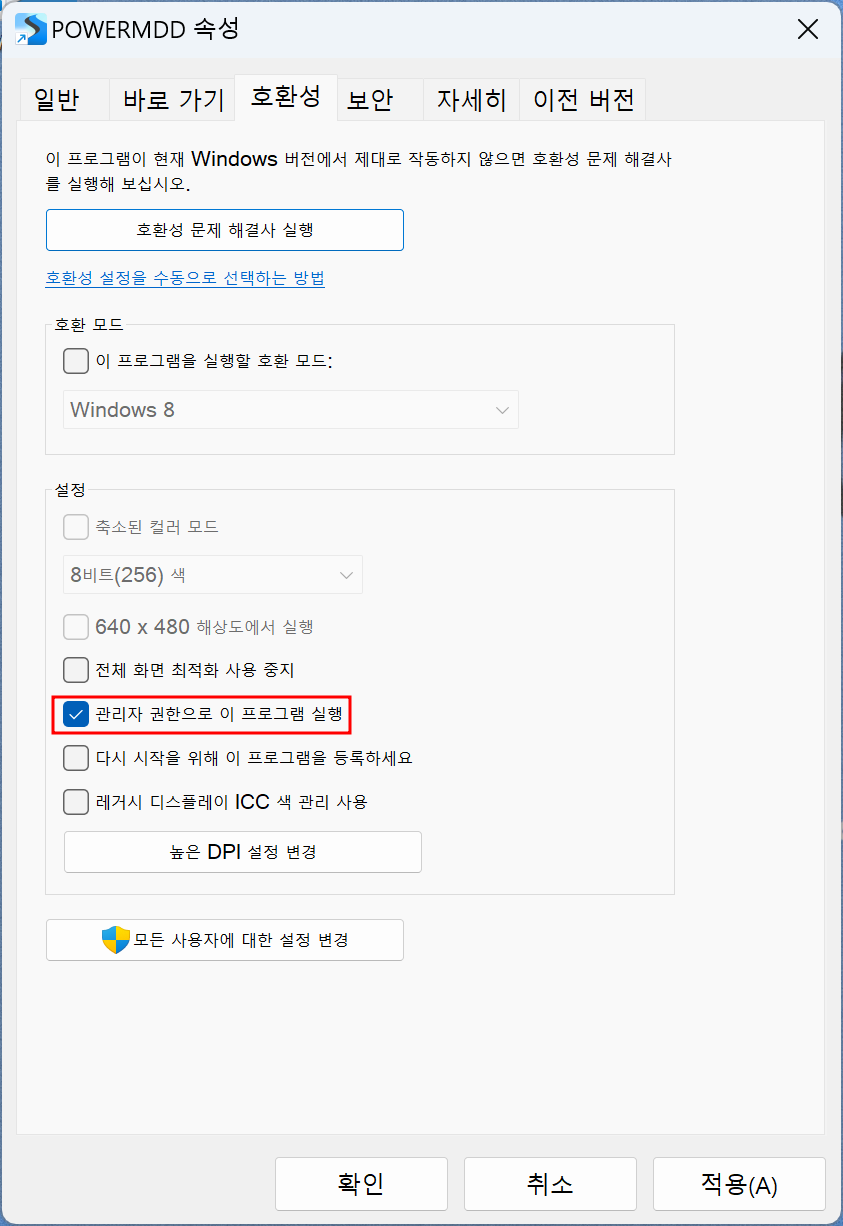 POWERMDD 속성
일반 바로 가기 호환성 보안 자세히 이전 버전
이 프로그램이 현재 Windows 버전에서 제대로 작동하지 않으면 호환성 문제 해결사
를 실행해 보십시오.
호환성 문제 해결사 실행
호환성 설정을 수동으로 선택하는 방법
호환 모드
이 프로그램을 실행할 호환 모드:
Windows 8
설정
축소된 컬러 모드
8비트(256) 색
640 x 480 해상도에서 실행
전체 화면 최적화 사용 중지
관리자 권한으로 이 프로그램 실행
다시 시작을 위해 이 프로그램을 등록하세요
레거시 디스플레이 ICC 색 관리 사용
높은 DPI 설정 변경
모든 사용자에 대한 설정 변경
확인 취소 적용(A)